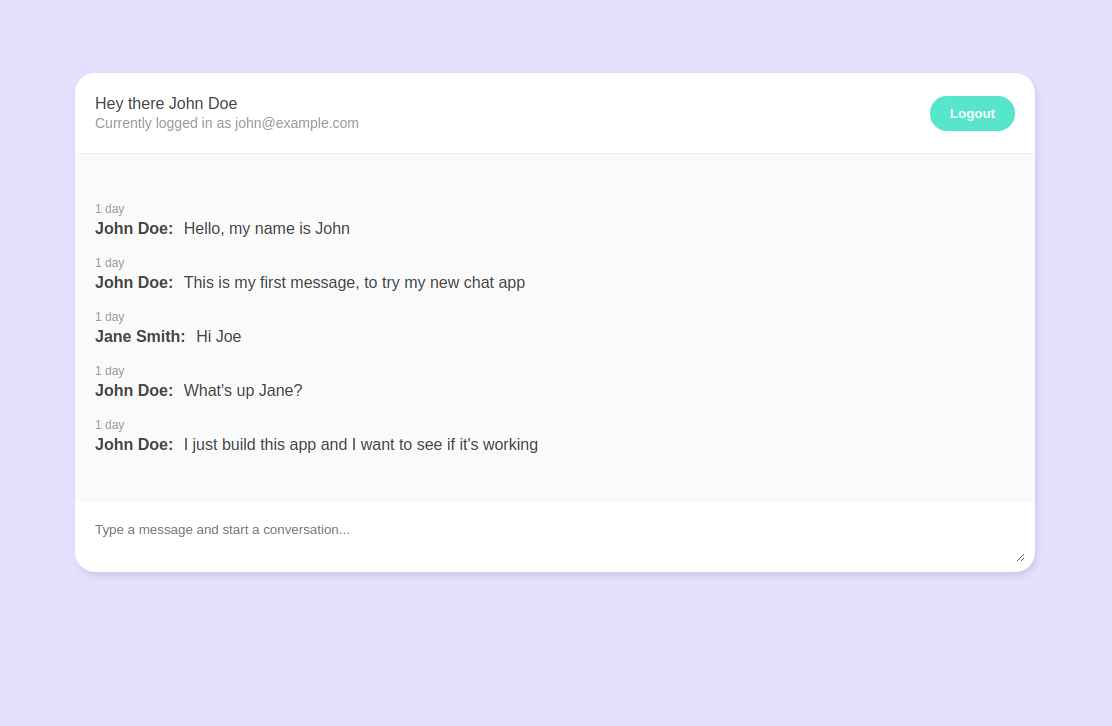 Hey there John Doe
Currently logged in as john@example.com
Logout
1 day
John Doe: Hello, my name is John
1 day
John Doe: This is my first message, to try my new chat app
1 day
Jane Smith: Hi Joe
1 day
John Doe: What's up Jane?
1 day
John Doe: I just build this app and I want to see if it's working
Type a message and start a conversation...